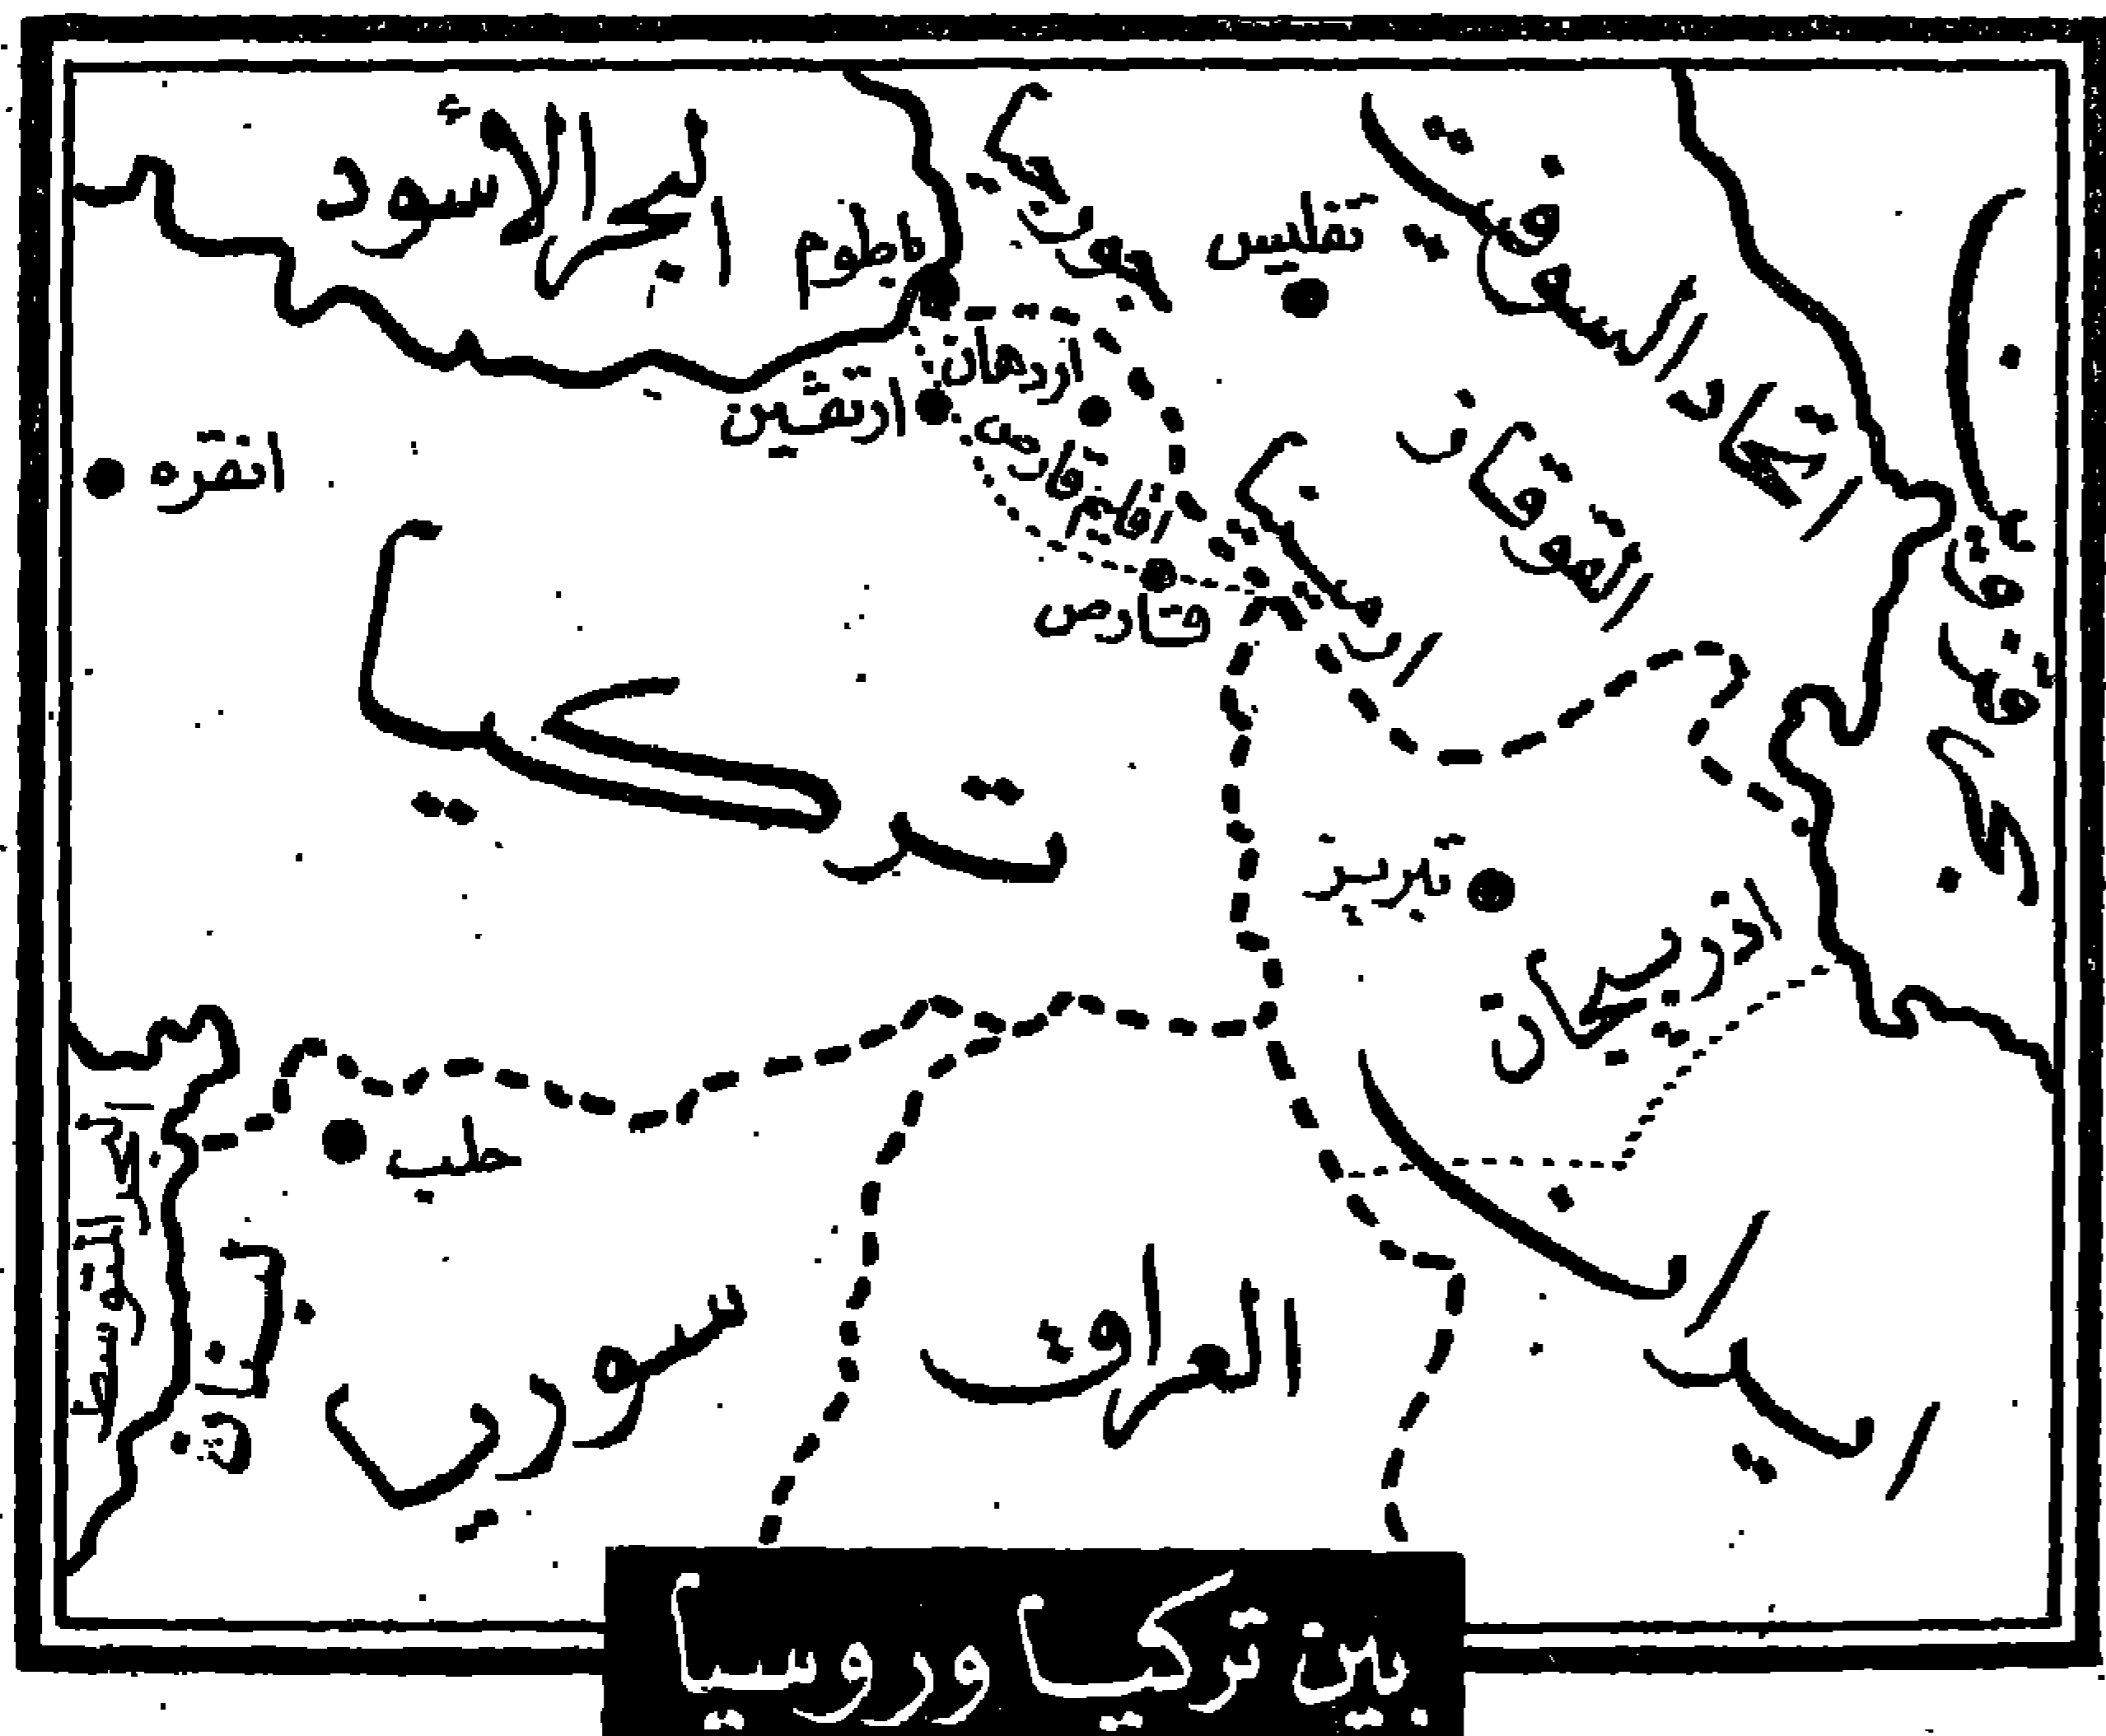 البحر الأسود
باطوم
جورجيا
تفليس
اتحاد السوفيت
القوقاز
بحر قزوين
اردهان
ارتفين
اقليم قارص
قارص
ارمينيا
انقره
تركيا
تبريز
اذربيجان
ايران
حلب
البحر المتوسط
لبنان
سوريا
العراق
بين تركيا وروسيا